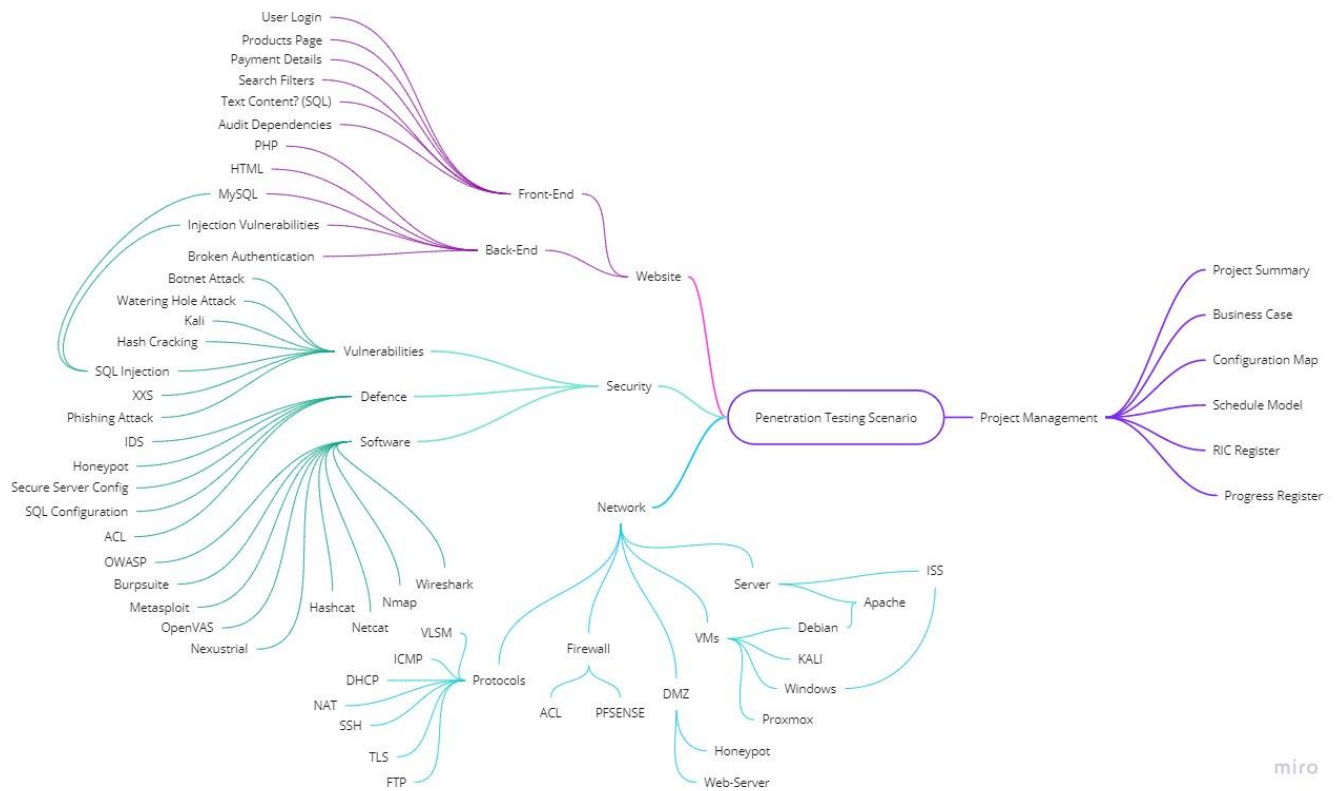 User Login
Products Page
Payment Details
Search Filters
Text Content? (SQL)
Audit Dependencies
PHP
HTML
MySQL
Injection Vulnerabilities
Broken Authentication
Front-End
Back-End
Website
Botnet Attack
Watering Hole Attack
Kali
Hash Cracking
SQL Injection
XXS
Phishing Attack
Vulnerabilities
Defence
Software
Security
IDS
Honeypot
Secure Server Config
SQL Configuration
ACL
OWASP
Burpsuite
Metasploit
OpenVAS
Nexustrial
Hashcat
Netcat
Nmap
Wireshark
Penetration Testing Scenario
Project Management
Project Summary
Business Case
Configuration Map
Schedule Model
RIC Register
Progress Register
Network
Protocols
VLSM
ICMP
DHCP
NAT
SSH
TLS
FTP
Firewall
ACL
PFSENSE
DMZ
Honeypot
Web-Server
VMs
Debian
KALI
Windows
Proxmox
Server
ISS
Apache
miro